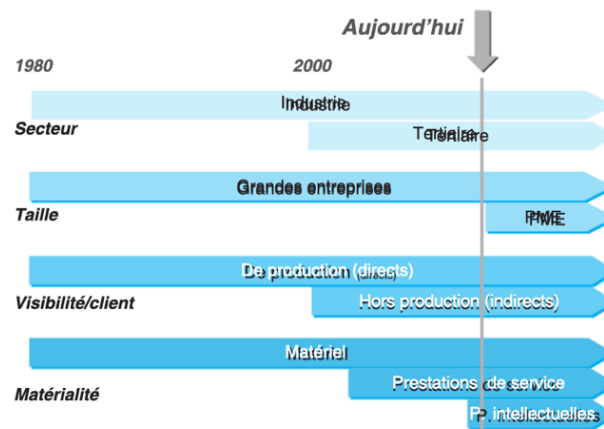 Aujourd'hui
1980 2000
Industrie
Secteur
Tertiaire
Grandes entreprises
Taille
PME
De production (directs)
Visibilité/client
Hors production (indirects)
Matériel
Prestations de service
Matérialité
P. intellectuelles